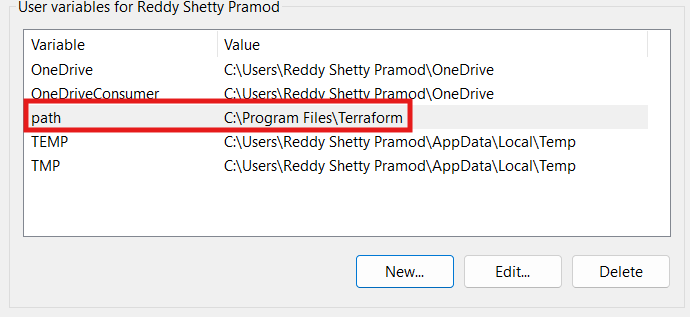 User variables for Reddy Shetty Pramod
Variable Value
OneDrive C:\Users\Reddy Shetty Pramod\OneDrive
OneDriveConsumer C:\Users\Reddy Shetty Pramod\OneDrive
path C:\Program Files\Terraform
TEMP C:\Users\Reddy Shetty Pramod\AppData\Local\Temp
TMP C:\Users\Reddy Shetty Pramod\AppData\Local\Temp
New... Edit... Delete